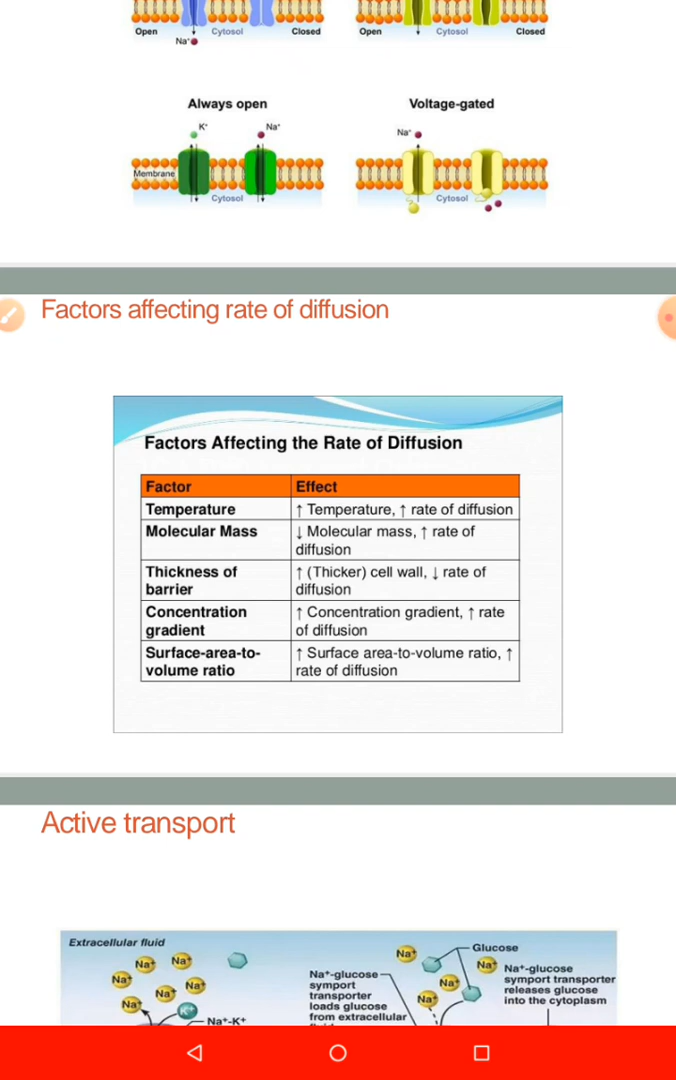 Open Cytosol Closed
Na⁺
Open Cytosol Closed
Always open
K⁺ Na⁺
Membrane
Cytosol
Voltage-gated
Na⁺
Cytosol
Factors affecting rate of diffusion
Factors Affecting the Rate of Diffusion
Factor Effect
Temperature ↑ Temperature, ↑ rate of diffusion
Molecular Mass ↓ Molecular mass, ↑ rate of
diffusion
Thickness of ↑ (Thicker) cell wall, ↓ rate of
barrier diffusion
Concentration ↑ Concentration gradient, ↑ rate
gradient of diffusion
Surface-area-to- ↑ Surface area-to-volume ratio, ↑
volume ratio rate of diffusion
Active transport
Extracellular fluid
Na⁺ Na⁺
Na⁺ Na⁺ Na⁺
Na⁺ K⁺
Na⁺-K⁺
Na⁺-glucose
symport
transporter
loads glucose
from extracellular
Na⁺ Glucose
Na⁺
Na⁺
Na⁺
Na⁺-glucose
symport transporter
releases glucose
into the cytoplasm